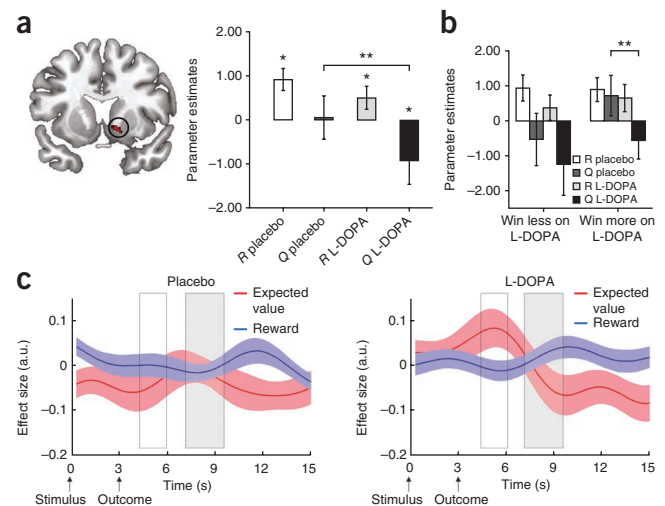 a
Parameter estimates
2.00
1.00
0
−1.00
−2.00
*
**
*
*
R placebo
Q placebo
R L-DOPA
Q L-DOPA
b
Parameter estimates
2.00
1.00
0
−1.00
−2.00
**
R placebo
Q placebo
R L-DOPA
Q L-DOPA
Win less on
L-DOPA
Win more on
L-DOPA
c
Placebo
Expected
value
Reward
Effect size (a.u.)
0.1
0
−0.1
−0.2
0 3 6 9 12 15
Time (s)
Stimulus Outcome
L-DOPA
Expected
value
Reward
Effect size (a.u.)
0.1
0
−0.1
−0.2
0 3 6 9 12 15
Time (s)
Stimulus Outcome